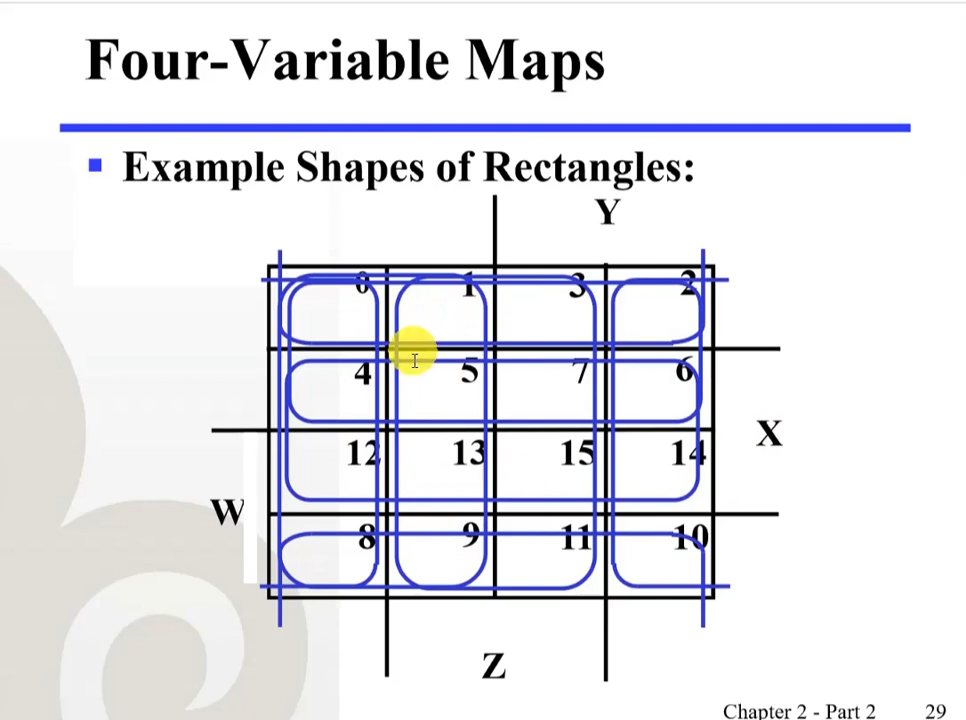 Four-Variable Maps
Example Shapes of Rectangles:
Y
0 1 3 2
4 5 7 6
X
12 13 15 14
W
8 9 11 10
Z
Chapter 2 - Part 2 29